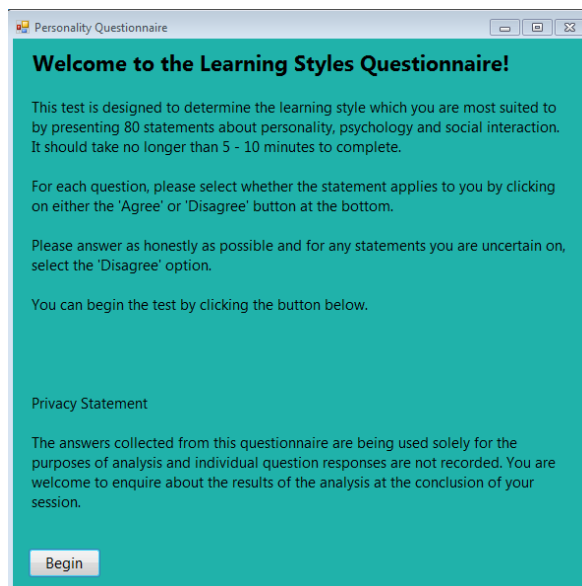 Personality Questionnaire
Welcome to the Learning Styles Questionnaire!
This test is designed to determine the learning style which you are most suited to
by presenting 80 statements about personality, psychology and social interaction.
It should take no longer than 5 - 10 minutes to complete.
For each question, please select whether the statement applies to you by clicking
on either the 'Agree' or 'Disagree' button at the bottom.
Please answer as honestly as possible and for any statements you are uncertain on,
select the 'Disagree' option.
You can begin the test by clicking the button below.
Privacy Statement
The answers collected from this questionnaire are being used solely for the
purposes of analysis and individual question responses are not recorded. You are
welcome to enquire about the results of the analysis at the conclusion of your
session.
Begin